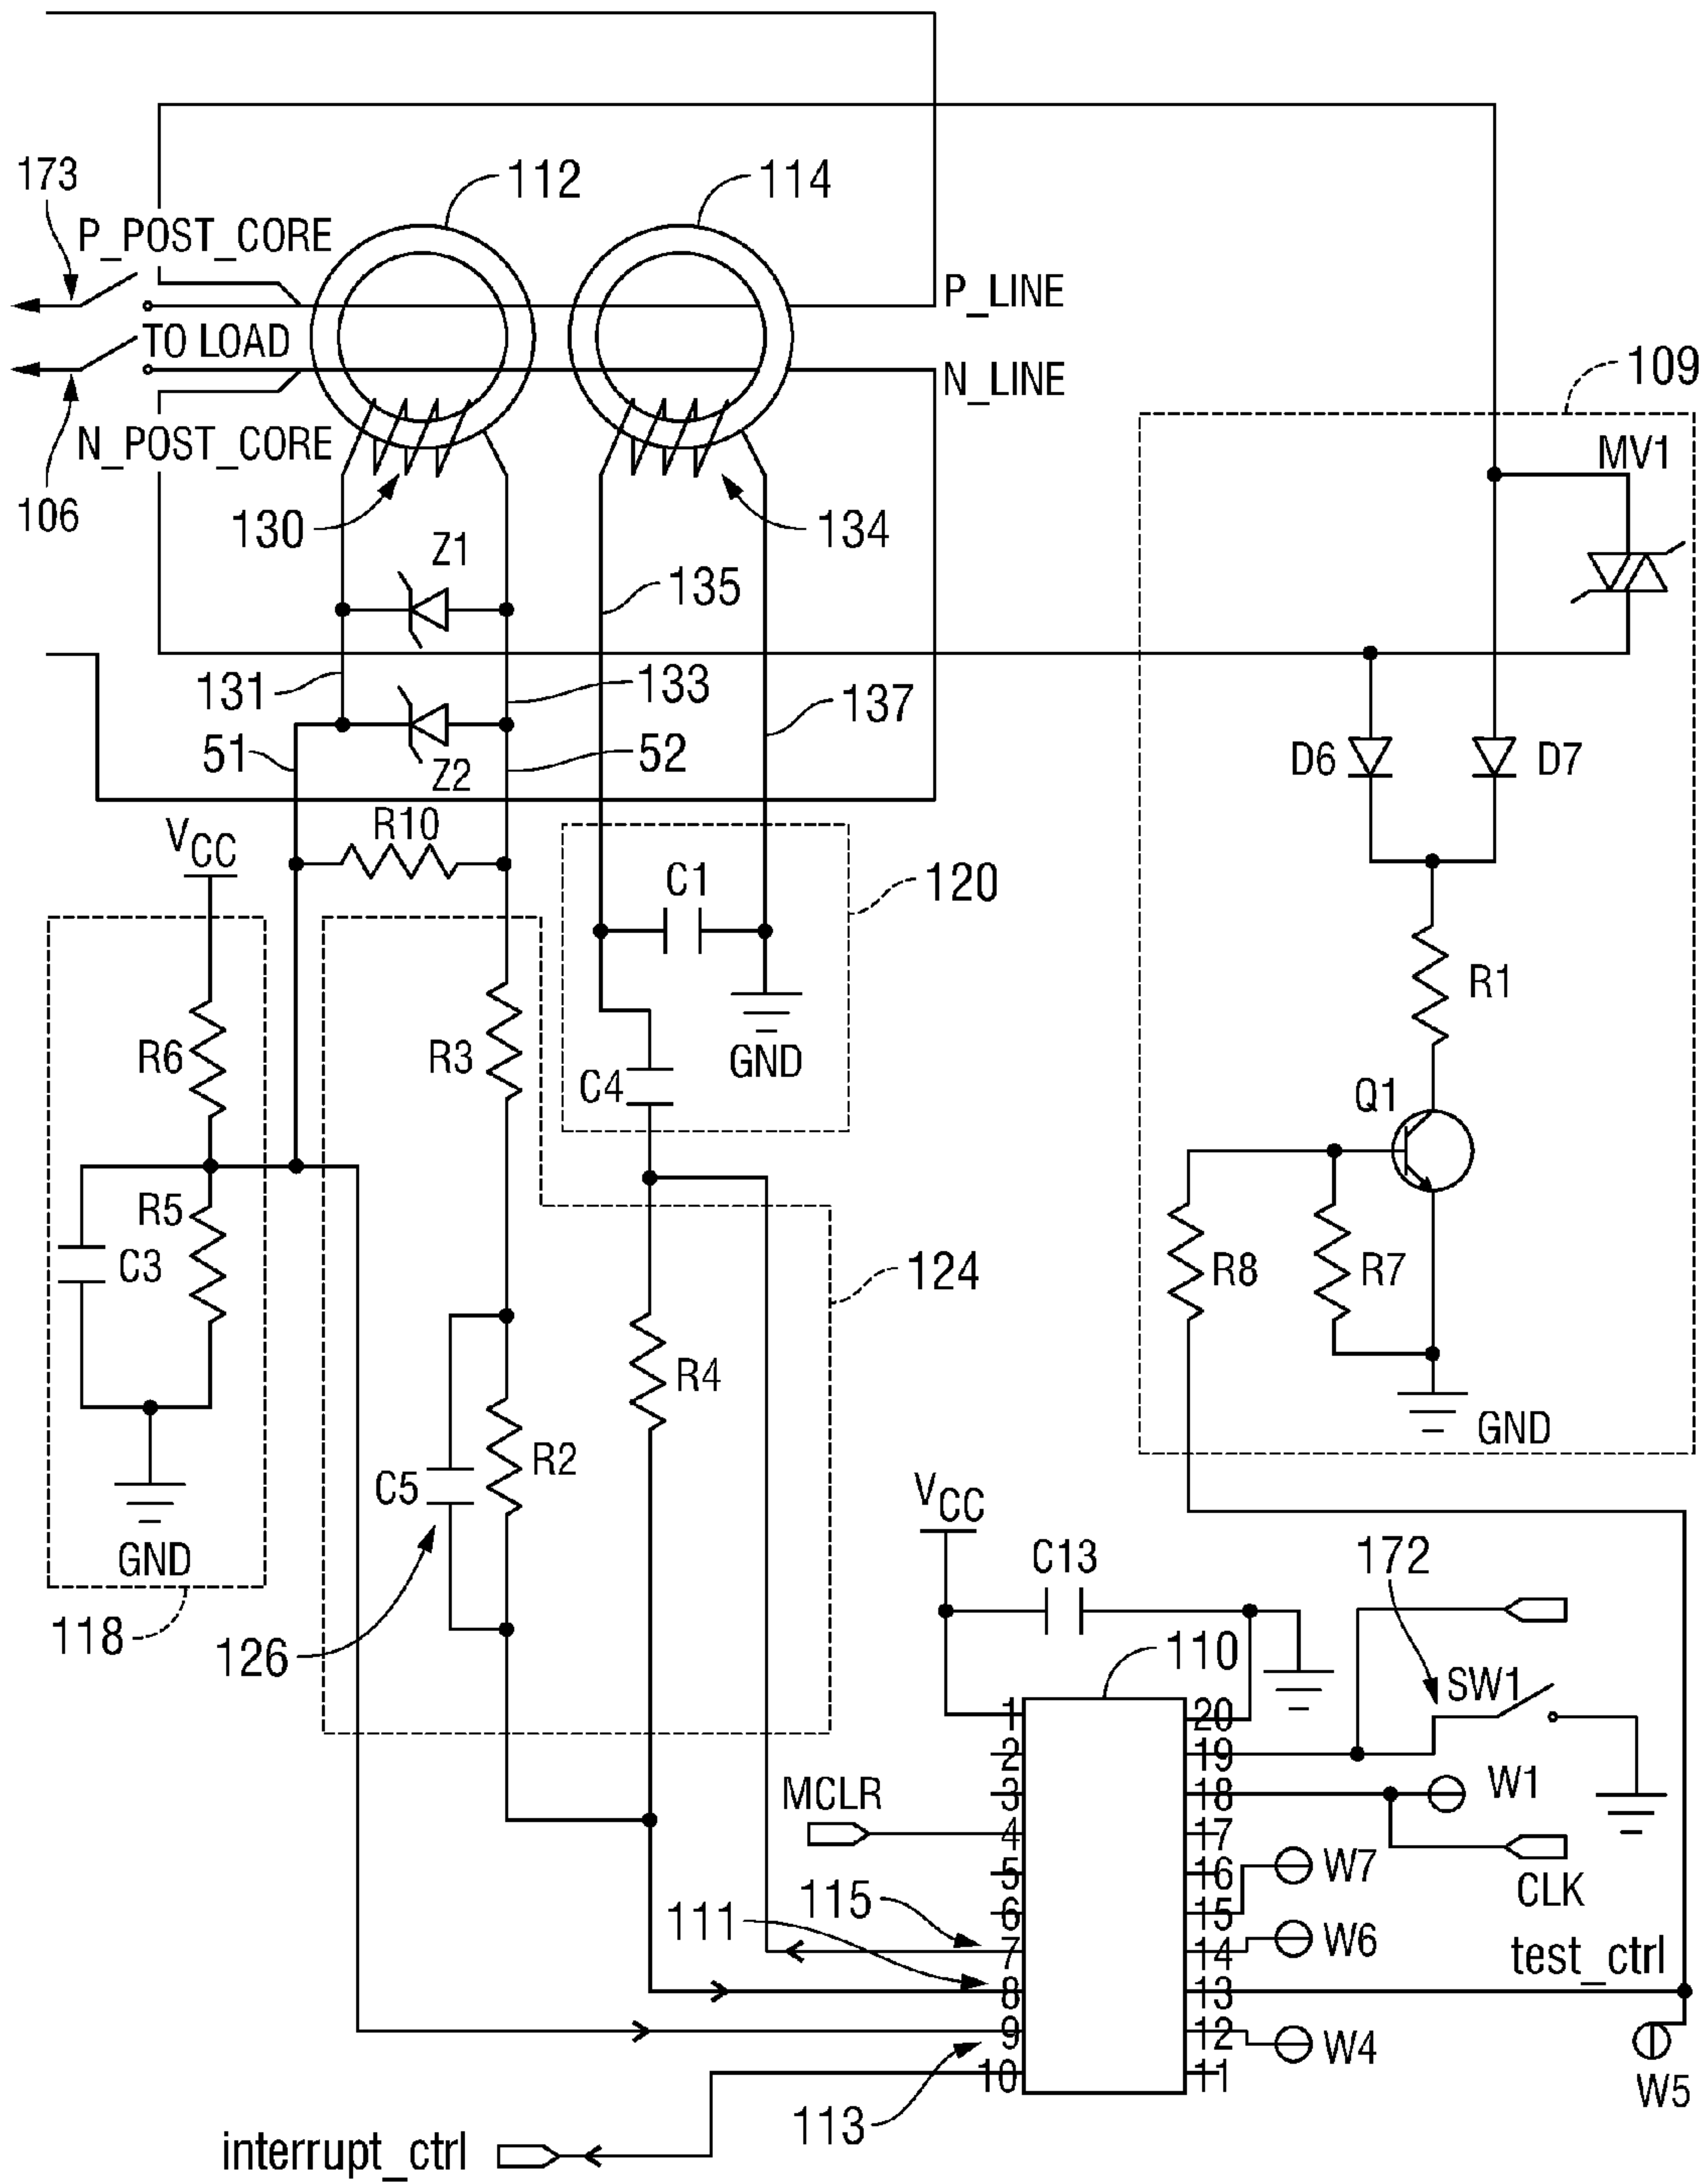 173
112
114
P_POST_CORE
P_LINE
TO LOAD
N_LINE
109
N_POST_CORE
MV1
106
130
134
Z1
135
131
133
137
51
Z2
52
D6
D7
R10
VCC
C1
120
R6
R3
C4
GND
R1
Q1
R5
C3
R8
R7
124
R4
C5
R2
GND
GND
VCC
C13
172
118
126
110
SW1
1
20
2
19
MCLR
3
18
W1
4
17
5
16
W7
CLK
115
6
15
111
7
14
W6
test_ctrl
8
13
9
12
W4
10
11
W5
113
interrupt_ctrl